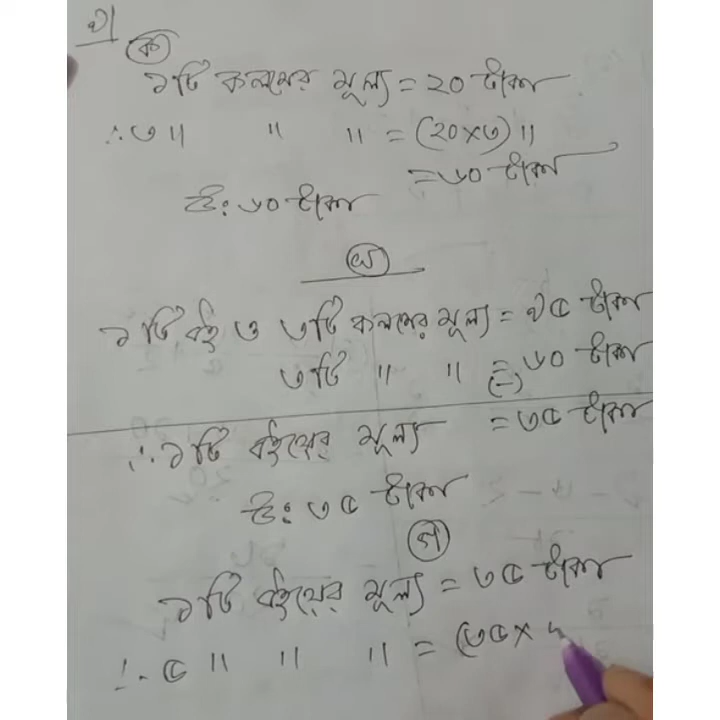 ৯।
ক
১টি কলমের মূল্য = ২০ টাকা
∴ ৩ " " " = (২০×৩) "
= ৬০ টাকা
উঃ ৬০ টাকা
খ
১টি বই ও ৩টি কলমের মূল্য = ৯৫ টাকা
৩টি " " = ৬০ টাকা
(−)
∴ ১টি বইয়ের মূল্য = ৩৫ টাকা
উঃ ৩৫ টাকা
গ
১টি বইয়ের মূল্য = ৩৫ টাকা
∴ ৫ " " " = (৩৫×